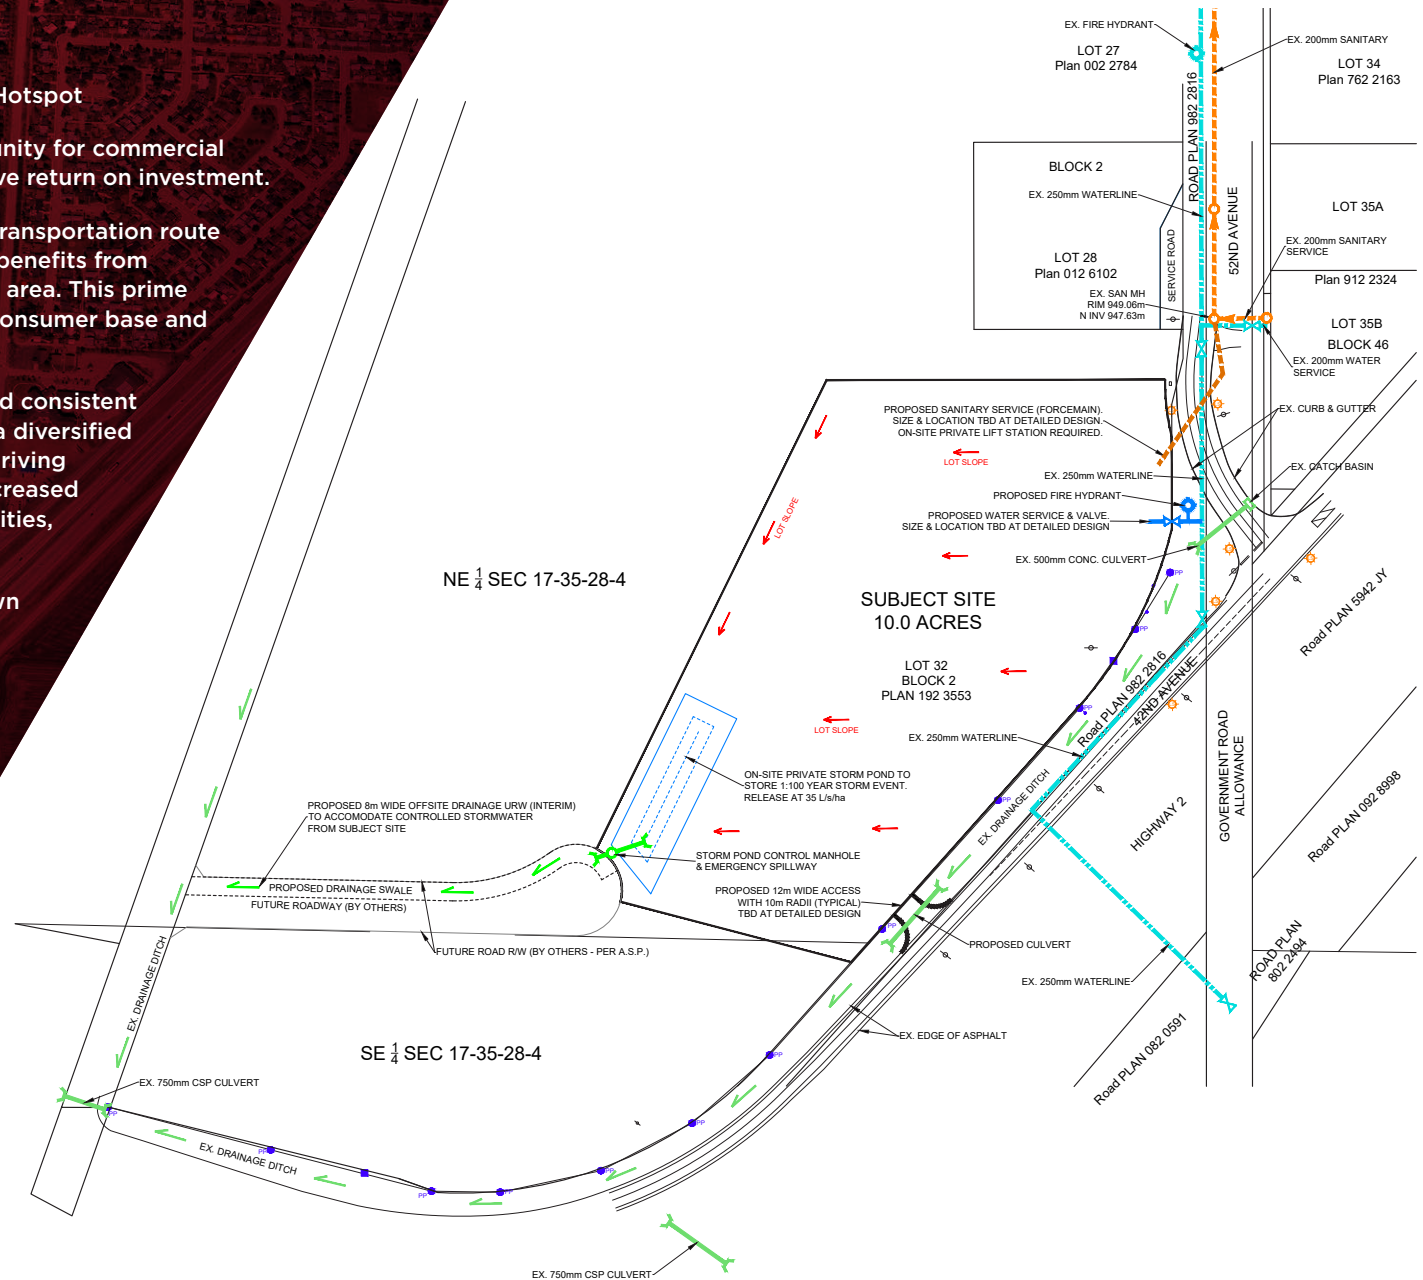 Hotspot
unity for commercial
ve return on investment.
transportation route
benefits from
area. This prime
onsumer base and
d consistent
a diversified
riving
creased
ities,
wn
EX. FIRE HYDRANT
LOT 27
Plan 002 2784
ROAD PLAN 982 2816
EX. 200mm SANITARY
LOT 34
Plan 762 2163
BLOCK 2
EX. 250mm WATERLINE
LOT 28
Plan 012 6102
SERVICE ROAD
52ND AVENUE
LOT 35A
EX. 200mm SANITARY
SERVICE
Plan 912 2324
EX. SAN MH
RIM 949.06m
N INV 947.63m
LOT 35B
BLOCK 46
EX. 200mm WATER
SERVICE
EX. CURB & GUTTER
EX. CATCH BASIN
PROPOSED SANITARY SERVICE (FORCEMAIN).
SIZE & LOCATION TBD AT DETAILED DESIGN.
ON-SITE PRIVATE LIFT STATION REQUIRED.
LOT SLOPE
EX. 250mm WATERLINE
PROPOSED FIRE HYDRANT
PROPOSED WATER SERVICE & VALVE.
SIZE & LOCATION TBD AT DETAILED DESIGN
LOT SLOPE
EX. 500mm CONC. CULVERT
NE 1/4 SEC 17-35-28-4
SUBJECT SITE
10.0 ACRES
PP
PP
LOT 32
BLOCK 2
PLAN 192 3553
Road PLAN 5942 JY
Road PLAN 982 2816
42ND AVENUE
PP
LOT SLOPE
EX. 250mm WATERLINE
GOVERNMENT ROAD
ALLOWANCE
HIGHWAY 2
Road PLAN 092 8998
ON-SITE PRIVATE STORM POND TO
STORE 1:100 YEAR STORM EVENT.
RELEASE AT 35 L/s/ha
PP
EX. DRAINAGE DITCH
PROPOSED 8m WIDE OFFSITE DRAINAGE URW (INTERIM)
TO ACCOMODATE CONTROLLED STORMWATER
FROM SUBJECT SITE
STORM POND CONTROL MANHOLE
& EMERGENCY SPILLWAY
PROPOSED DRAINAGE SWALE
FUTURE ROADWAY (BY OTHERS)
PROPOSED 12m WIDE ACCESS
WITH 10m RADII (TYPICAL)
TBD AT DETAILED DESIGN
PP
PROPOSED CULVERT
FUTURE ROAD R/W (BY OTHERS - PER A.S.P.)
ROAD PLAN
802 2494
EX. 250mm WATERLINE
EX. DRAINAGE DITCH
EX. EDGE OF ASPHALT
Road PLAN 082 0591
SE 1/4 SEC 17-35-28-4
PP
EX. 750mm CSP CULVERT
PP
PP
EX. DRAINAGE DITCH
PP
PP
PP
PP
EX. 750mm CSP CULVERT